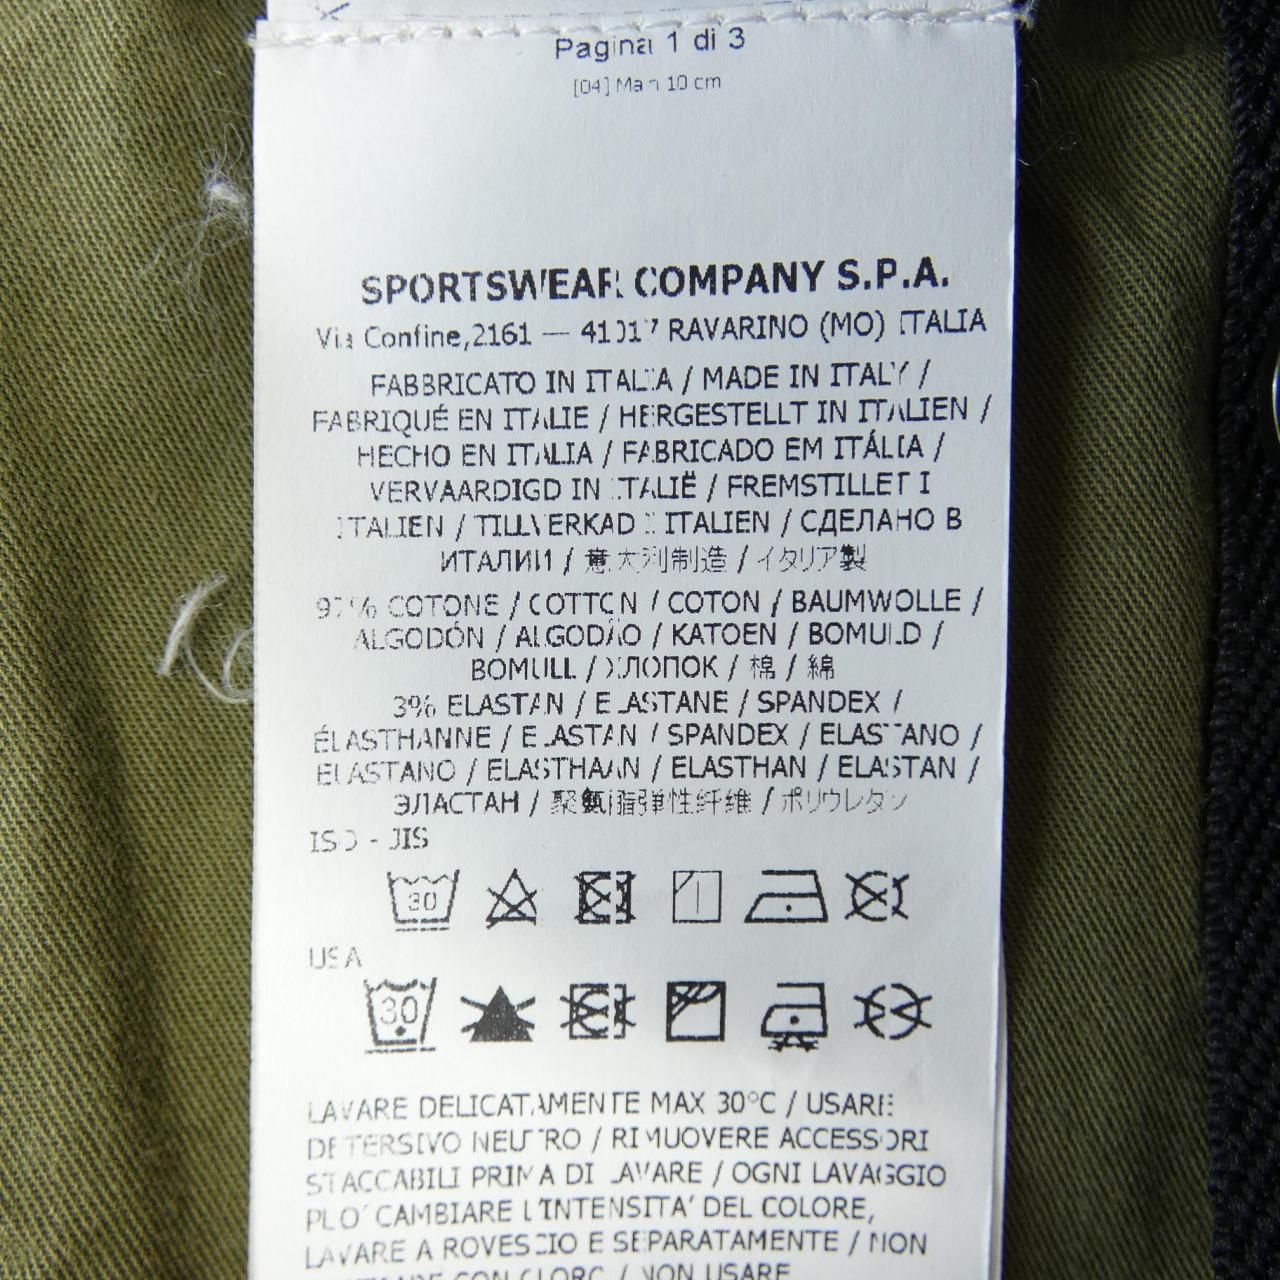 Pagina 1 di 3
[04] Man 10 cm
SPORTSWEAR COMPANY S.P.A.
Via Confine,2161 — 41017 RAVARINO (MO) ITALIA
FABBRICATO IN ITALIA / MADE IN ITALY /
FABRIQUÉ EN ITALIE / HERGESTELLT IN ITALIEN /
HECHO EN ITALIA / FABRICADO EM ITÁLIA /
VERVAARDIGD IN ITALIË / FREMSTILLET I
ITALIEN / TILLVERKAD I ITALIEN / СДЕЛАНО В
ИТАЛИИ / 意大利制造 / イタリア製
97% COTONE / COTTON / COTON / BAUMWOLLE /
ALGODÓN / ALGODÃO / KATOEN / BOMULD /
BOMULL / ХЛОПОК / 棉 / 綿
3% ELASTAN / ELASTANE / SPANDEX /
ÉLASTHANNE / ELASTAN / SPANDEX / ELASTANO /
ELASTANO / ELASTHAAN / ELASTHAN / ELASTAN /
ЭЛАСТАН / 聚氨脂弹性纤维 / ポリウレタン
ISO - JIS
30
USA
30
LAVARE DELICATAMENTE MAX 30°C / USARE
DETERSIVO NEUTRO / RIMUOVERE ACCESSORI
STACCABILI PRIMA DI LAVARE / OGNI LAVAGGIO
PUO' CAMBIARE L'INTENSITA' DEL COLORE,
LAVARE A ROVESCIO E SEPARATAMENTE / NON
CON CLORO / NON USARE